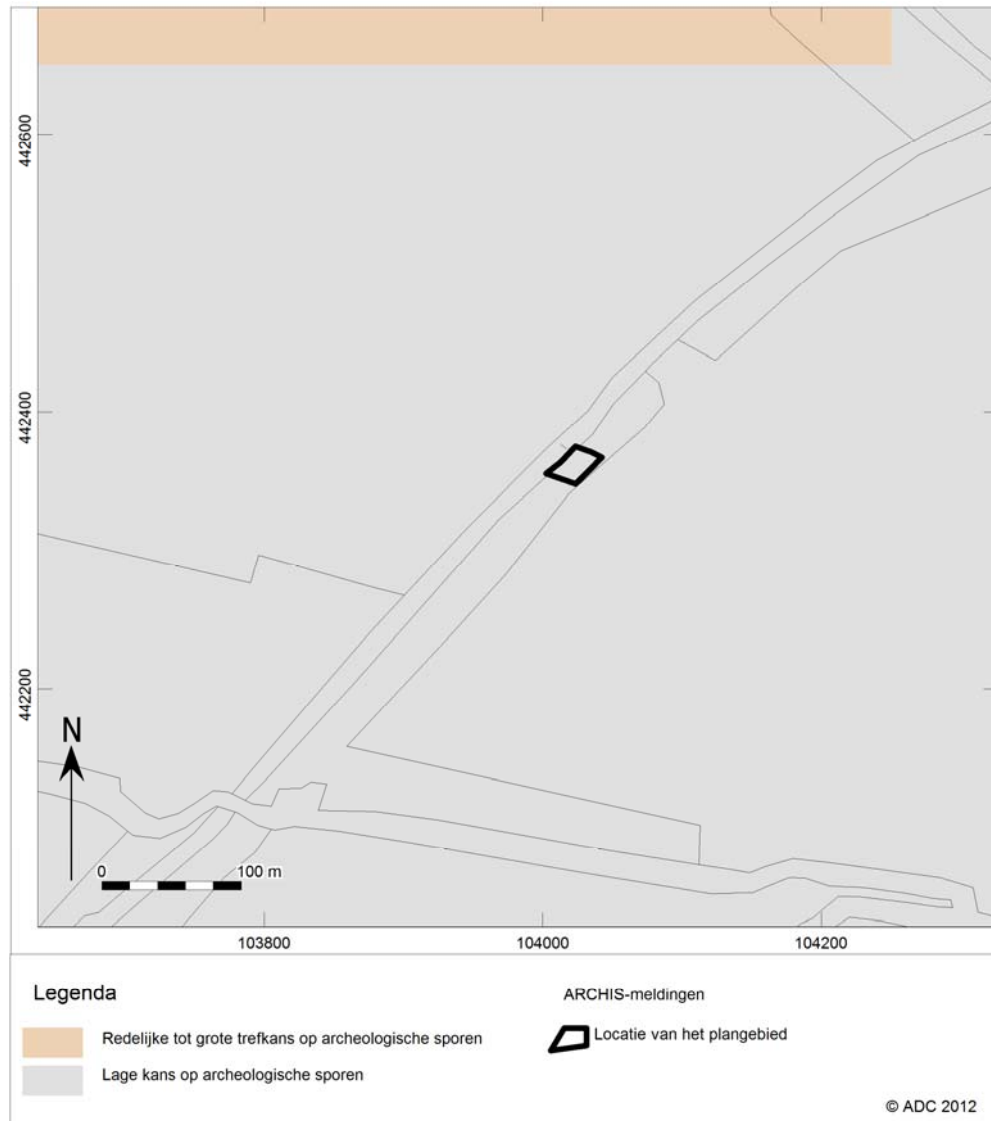 442600
442400
442200
N
0 100 m
103800 104000 104200
Legenda
ARCHIS-meldingen
Redelijke tot grote trefkans op archeologische sporen
Locatie van het plangebied
Lage kans op archeologische sporen
© ADC 2012